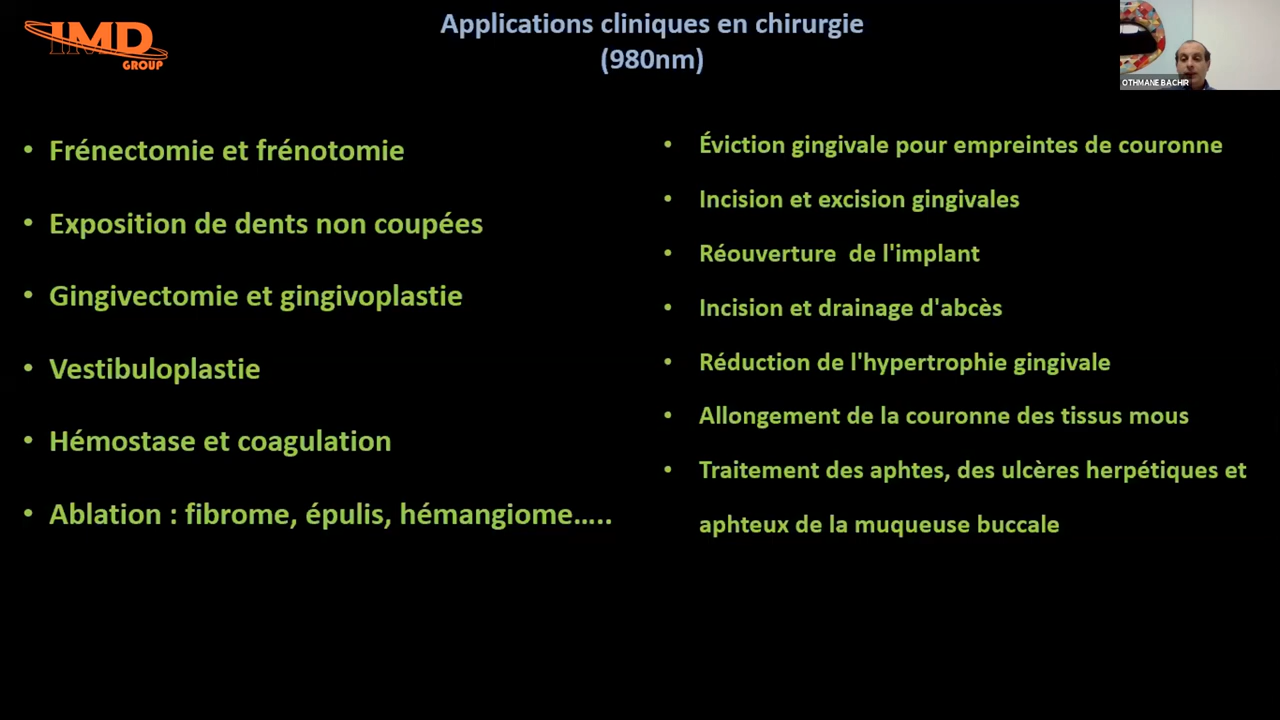 IMD
GROUP
Applications cliniques en chirurgie
(980nm)
OTHMANE BACHIR
• Frénectomie et frénotomie
• Exposition de dents non coupées
• Gingivectomie et gingivoplastie
• Vestibuloplastie
• Hémostase et coagulation
• Ablation : fibrome, épulis, hémangiome.....
• Éviction gingivale pour empreintes de couronne
• Incision et excision gingivales
• Réouverture  de l'implant
• Incision et drainage d'abcès
• Réduction de l'hypertrophie gingivale
• Allongement de la couronne des tissus mous
• Traitement des aphtes, des ulcères herpétiques et
aphteux de la muqueuse buccale